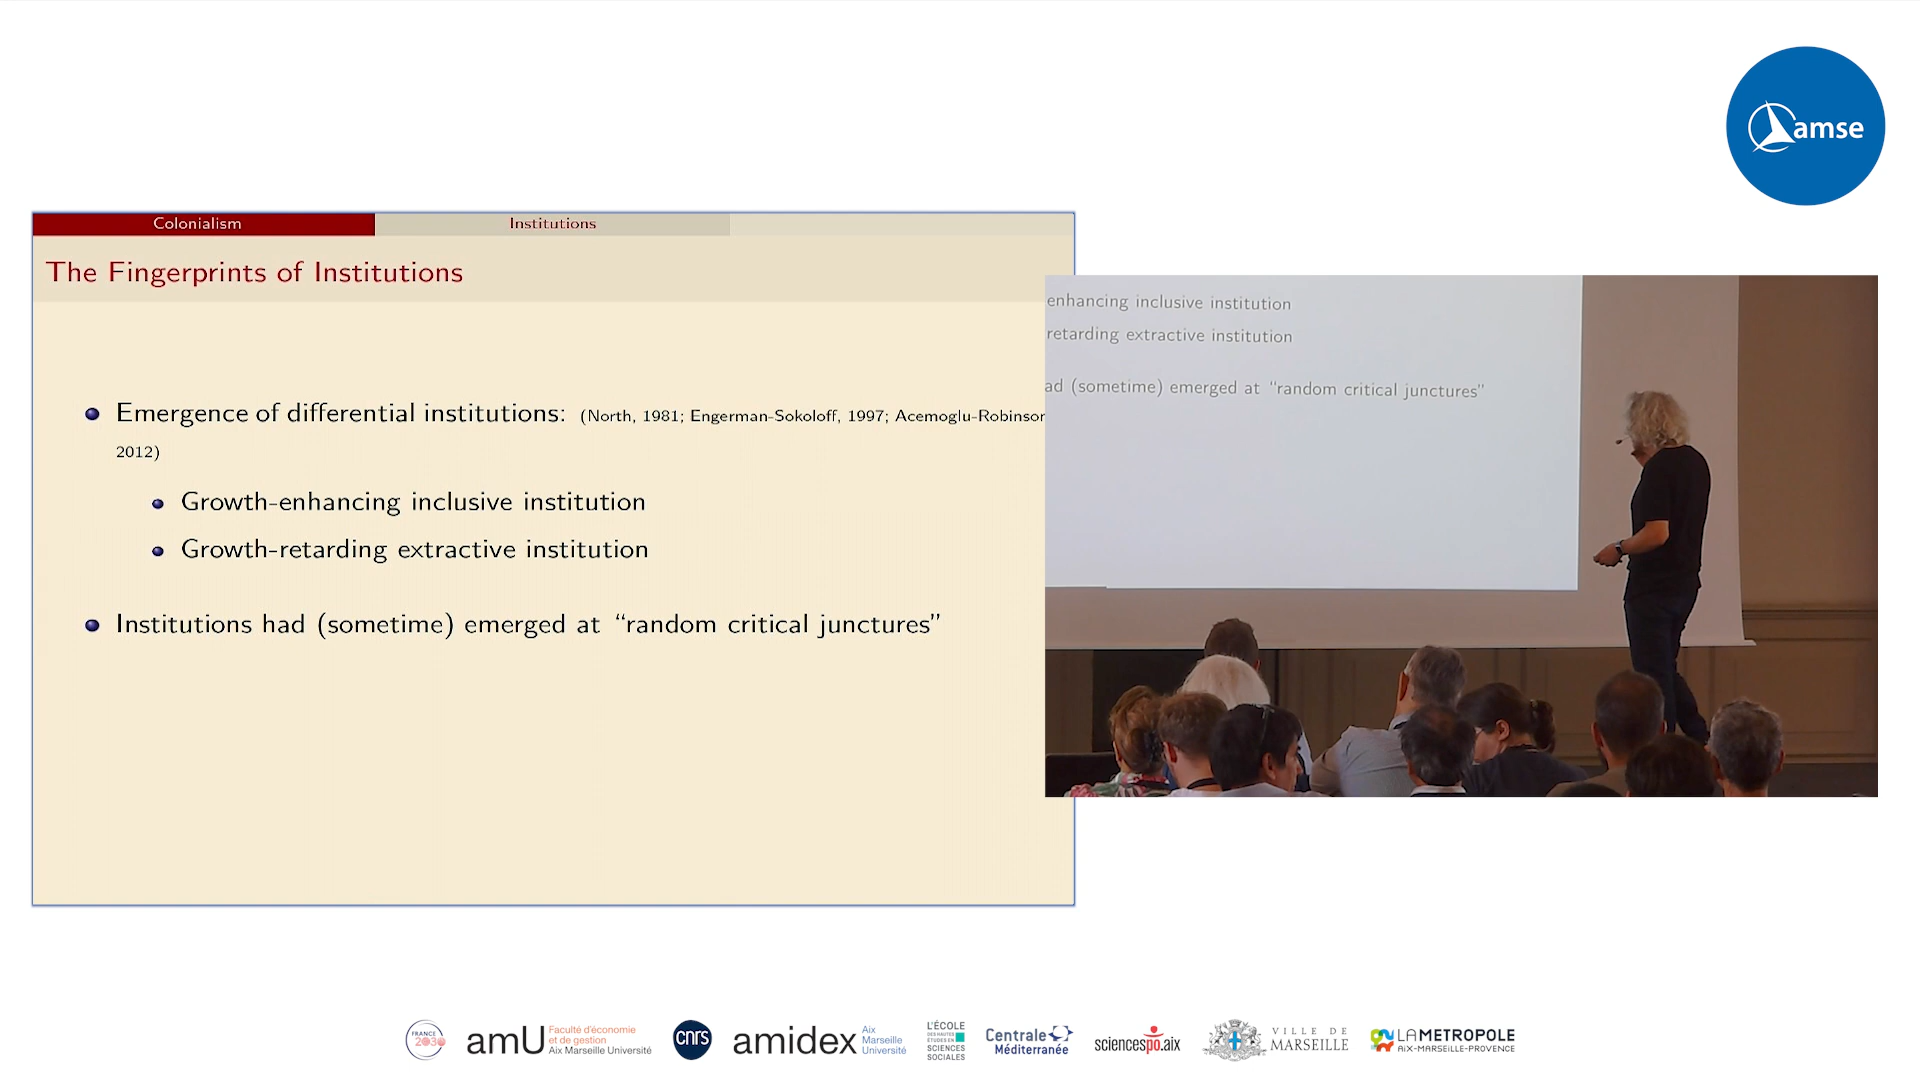 amse
Colonialism
Institutions
The Fingerprints of Institutions
Emergence of differential institutions: (North, 1981; Engerman-Sokoloff, 1997; Acemoglu-Robinson
2012)
Growth-enhancing inclusive institution
Growth-retarding extractive institution
Institutions had (sometime) emerged at “random critical junctures”
enhancing inclusive institution
retarding extractive institution
ad (sometime) emerged at “random critical junctures”
FRANCE
2030
amU
Faculté d'économie
et de gestion
Aix Marseille Université
cnrs
amidex
Aix
Marseille
Université
L'ÉCOLE
DES HAUTES
ÉTUDES EN
SCIENCES
SOCIALES
Centrale
Méditerranée
sciencespo.aix
VILLE DE
MARSEILLE
LAMETROPOLE
AIX-MARSEILLE-PROVENCE